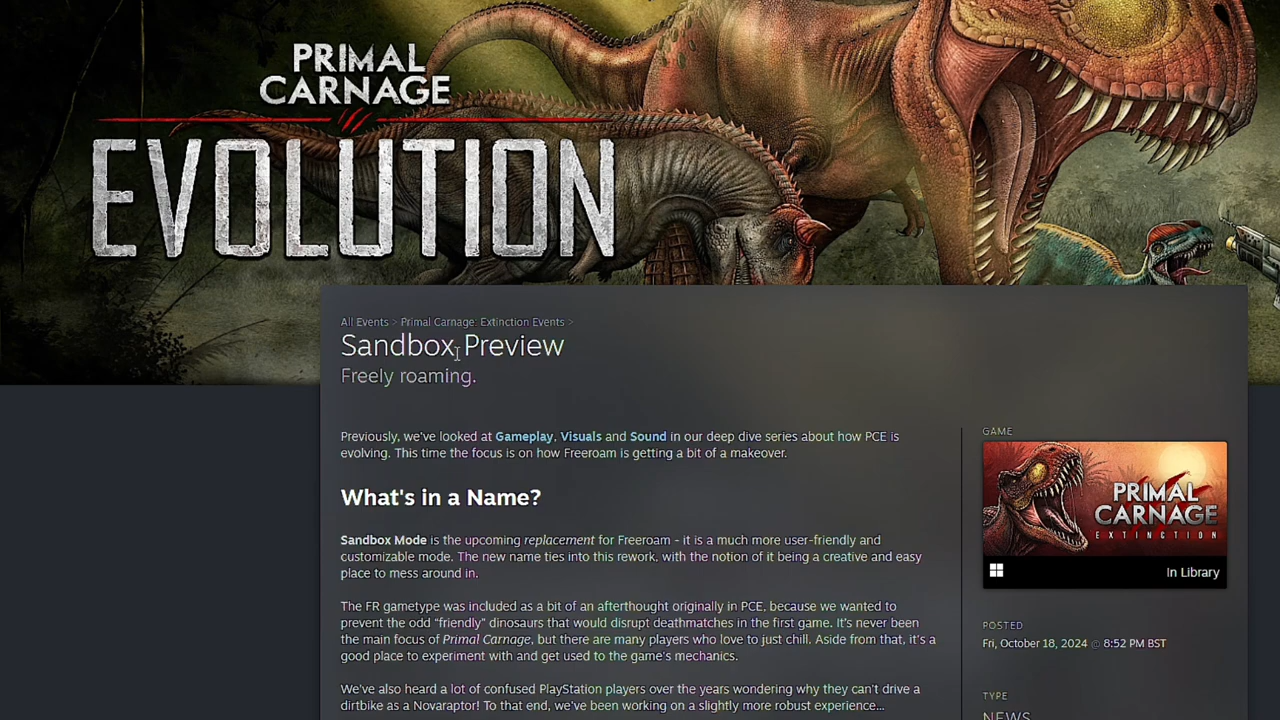 PRIMAL
CARNAGE
EVOLUTION
All Events > Primal Carnage: Extinction Events >
Sandbox Preview
Freely roaming.
Previously, we've looked at Gameplay, Visuals and Sound in our deep dive series about how PCE is
evolving. This time the focus is on how Freeroam is getting a bit of a makeover.
What's in a Name?
Sandbox Mode is the upcoming replacement for Freeroam - it is a much more user-friendly and
customizable mode. The new name ties into this rework, with the notion of it being a creative and easy
place to mess around in.
The FR gametype was included as a bit of an afterthought originally in PCE, because we wanted to
prevent the odd "friendly" dinosaurs that would disrupt deathmatches in the first game. It's never been
the main focus of Primal Carnage, but there are many players who love to just chill. Aside from that, it's a
good place to experiment with and get used to the game's mechanics.
We've also heard a lot of confused PlayStation players over the years wondering why they can't drive a
dirtbike as a Novaraptor! To that end, we've been working on a slightly more robust experience...
GAME
PRIMAL
CARNAGE
EXTINCTION
In Library
POSTED
Fri, October 18, 2024 @ 8:52 PM BST
TYPE
NEWS